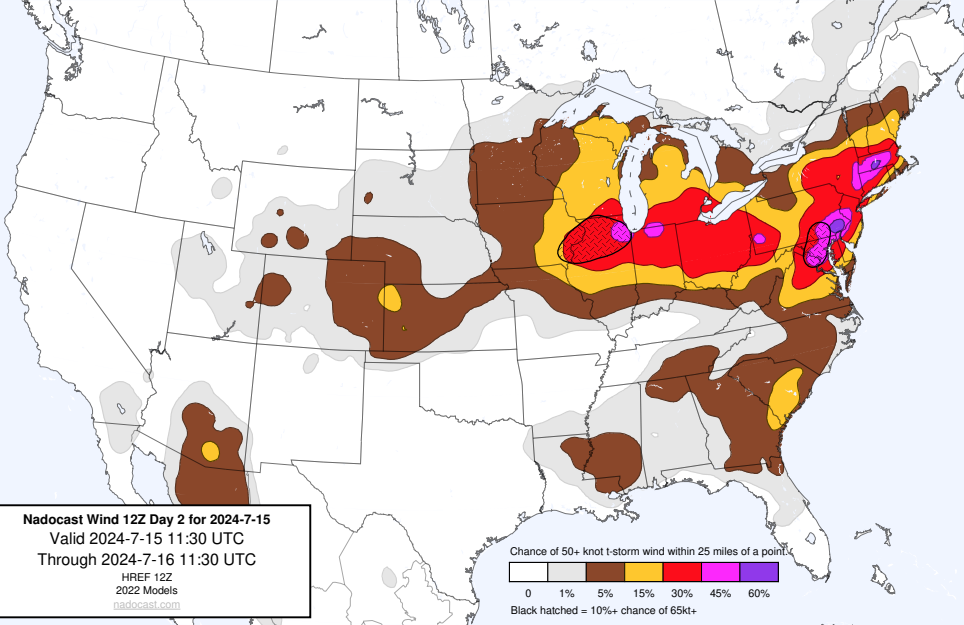 Nadocast Wind 12Z Day 2 for 2024-7-15
Valid 2024-7-15 11:30 UTC
Through 2024-7-16 11:30 UTC
HREF 12Z
2022 Models
nadocast.com
Chance of 50+ knot t-storm wind within 25 miles of a point.
0 1% 5% 15% 30% 45% 60%
Black hatched = 10%+ chance of 65kt+